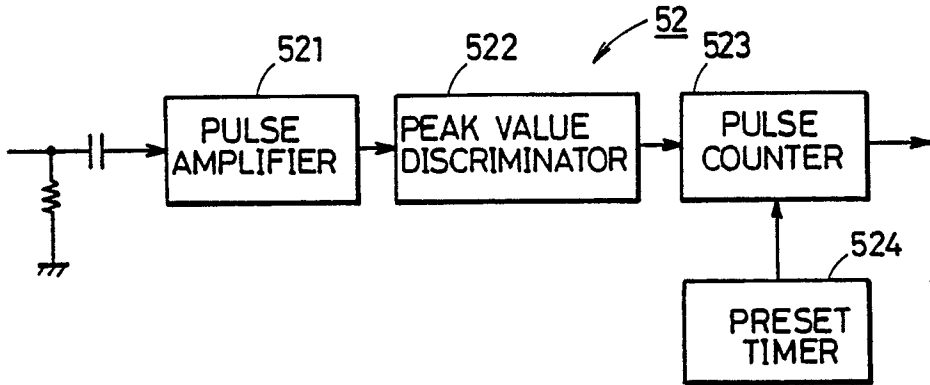 52
521
522
523
PULSE
AMPLIFIER
PEAK VALUE
DISCRIMINATOR
PULSE
COUNTER
524
PRESET
TIMER